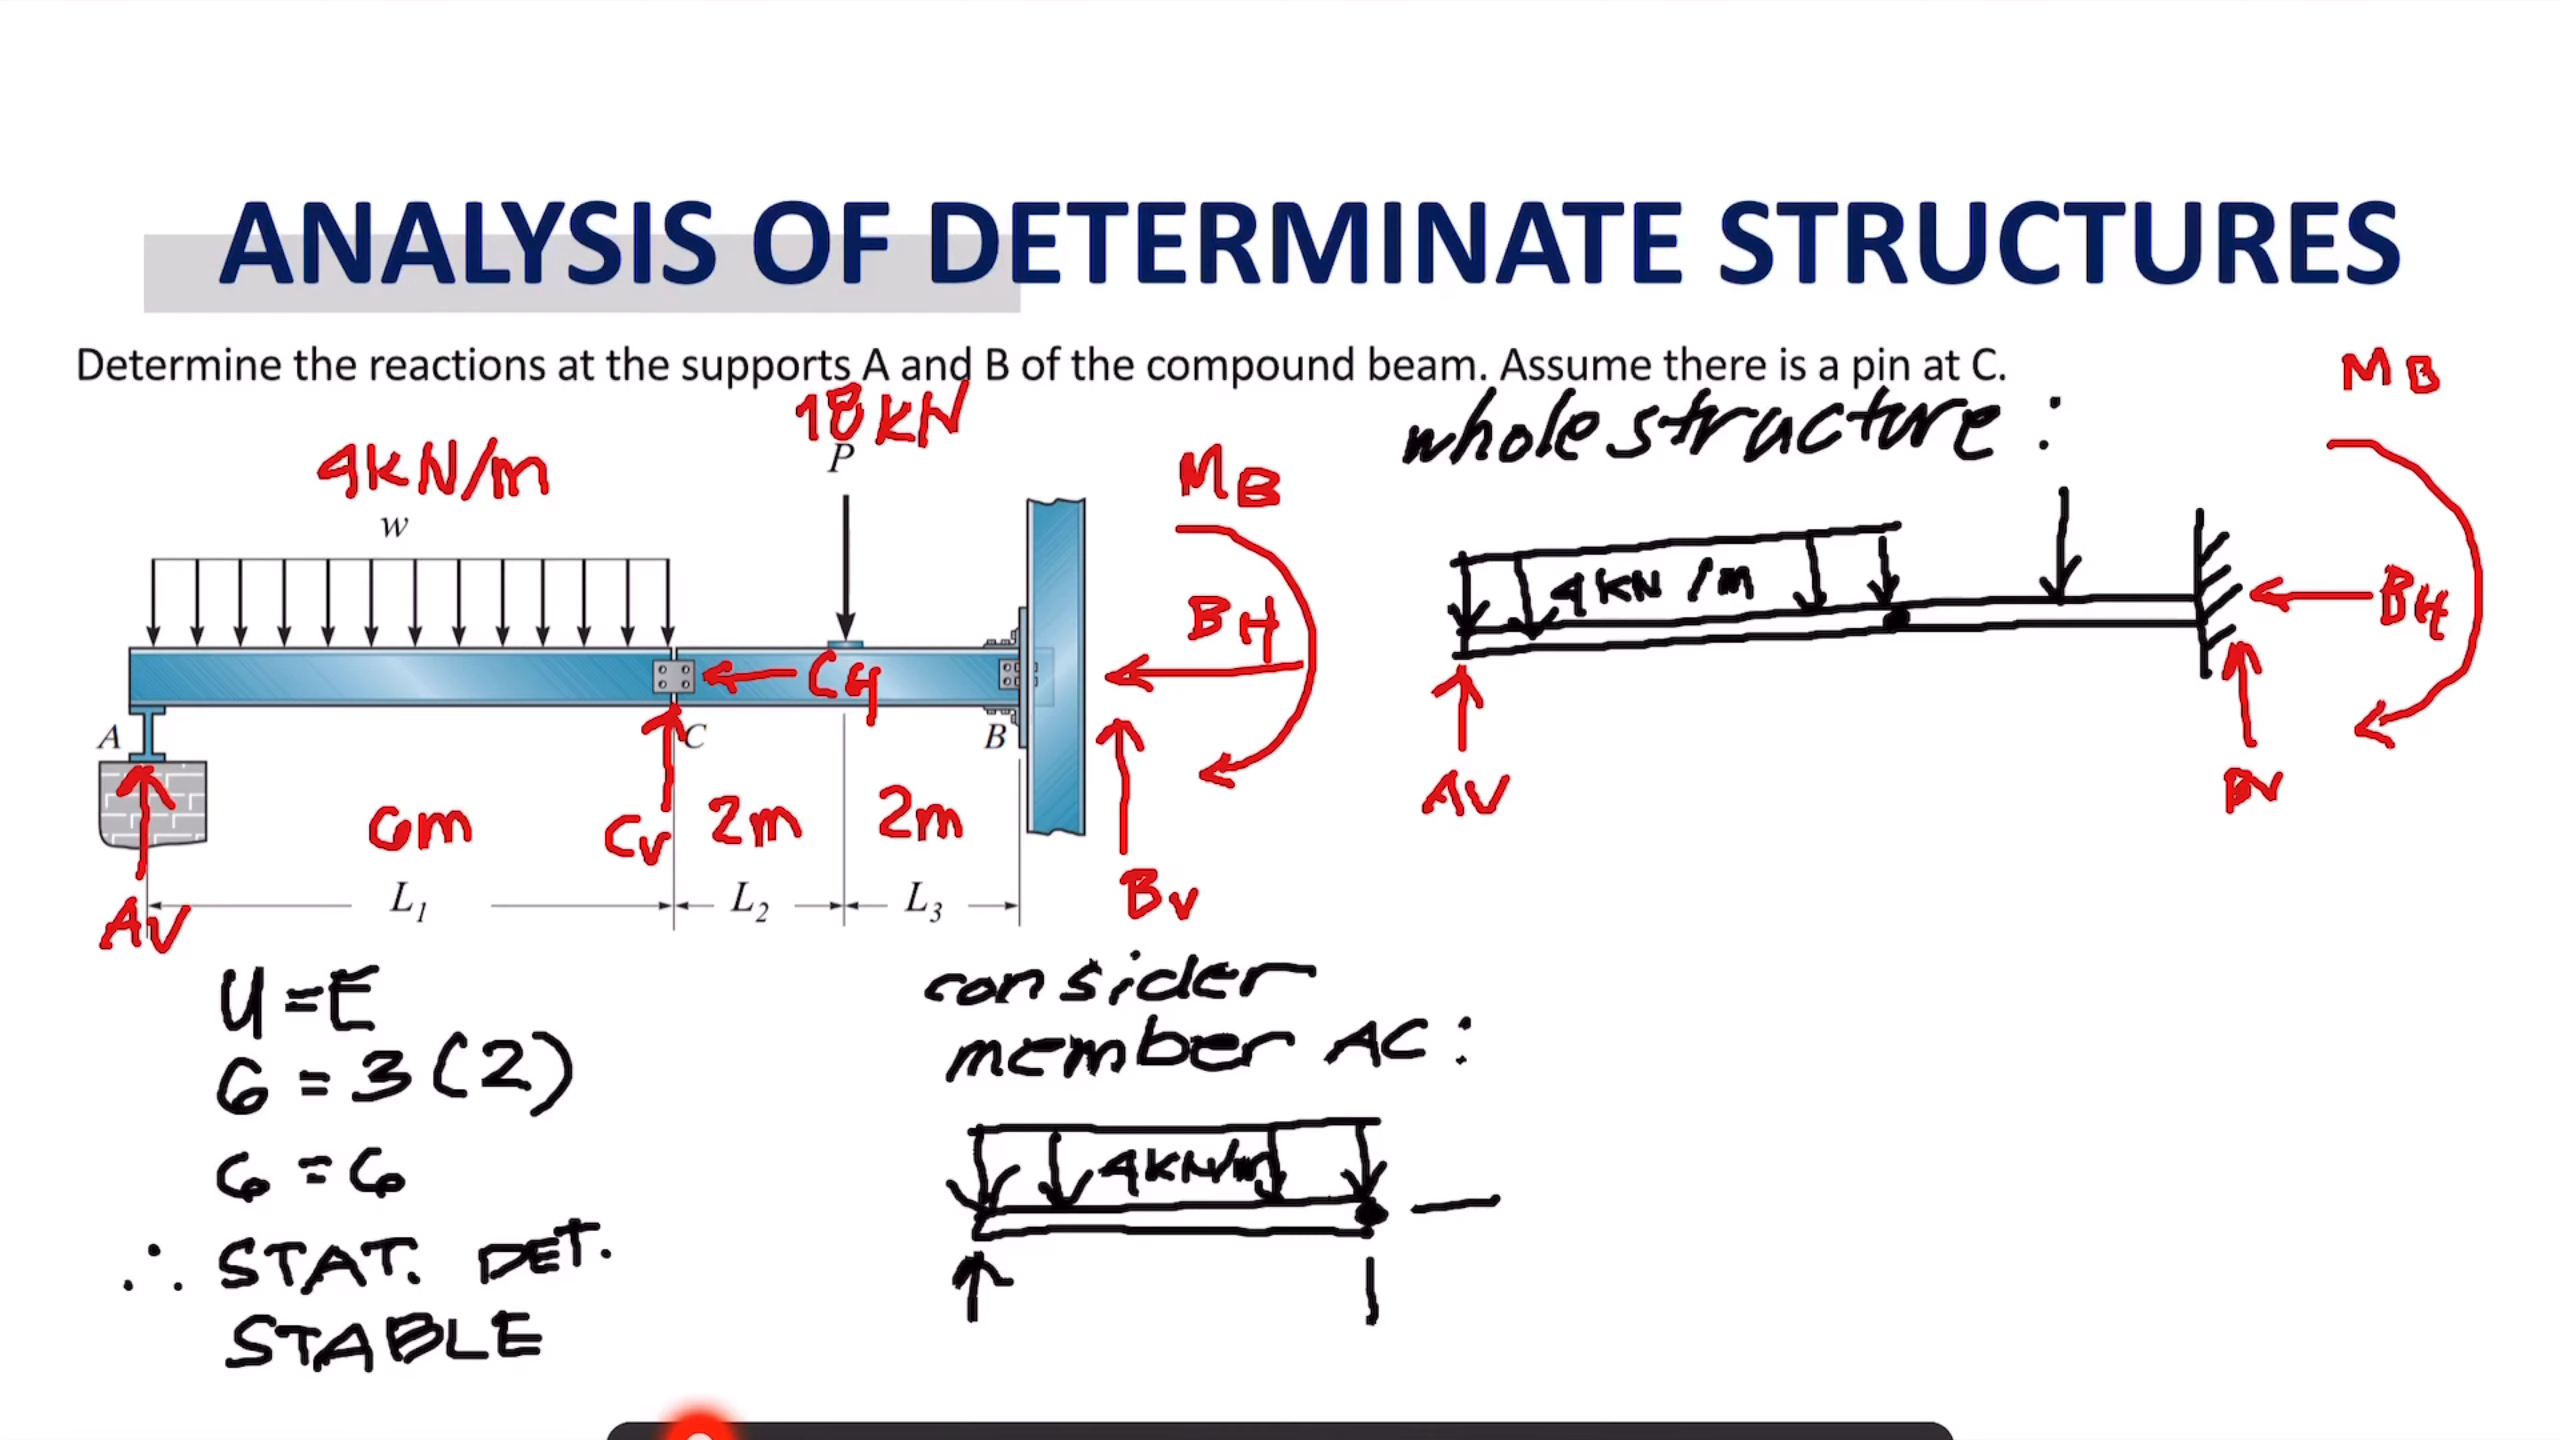 ANALYSIS OF DETERMINATE STRUCTURES
Determine the reactions at the supports A and B of the compound beam. Assume there is a pin at C.
18kN
P
4kN/m
w
MB
BH
CH
A
C
B
6m
Cv
2m
2m
Bv
Av
L1
L2
L3
whole structure:
MB
4KN/m
BH
AV
BV
U=E
6=3(2)
6=6
∴ STAT. DET.
STABLE
consider
member AC:
4KN/m